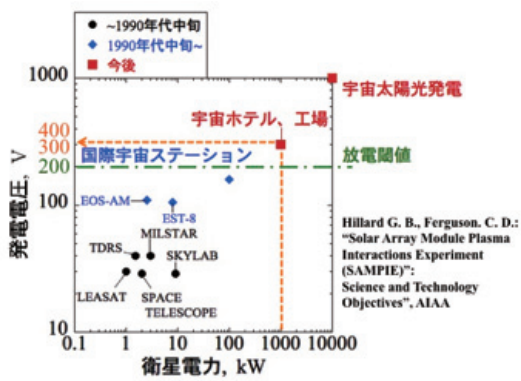 ~1990年代中旬
1990年代中旬~
今後
宇宙太陽光発電
宇宙ホテル、工場
国際宇宙ステーション
放電閾値
EOS-AM
EST-8
MILSTAR
TDRS
SKYLAB
LEASAT
SPACE
TELESCOPE
発電電圧, V
1000
400
300
200
100
10
0.1
1
10
100
1000
10000
衛星電力, kW
Hillard G. B., Ferguson. C. D.:
“Solar Array Module Plasma
Interactions Experiment
(SAMPIE)”:
Science and Technology
Objectives”, AIAA